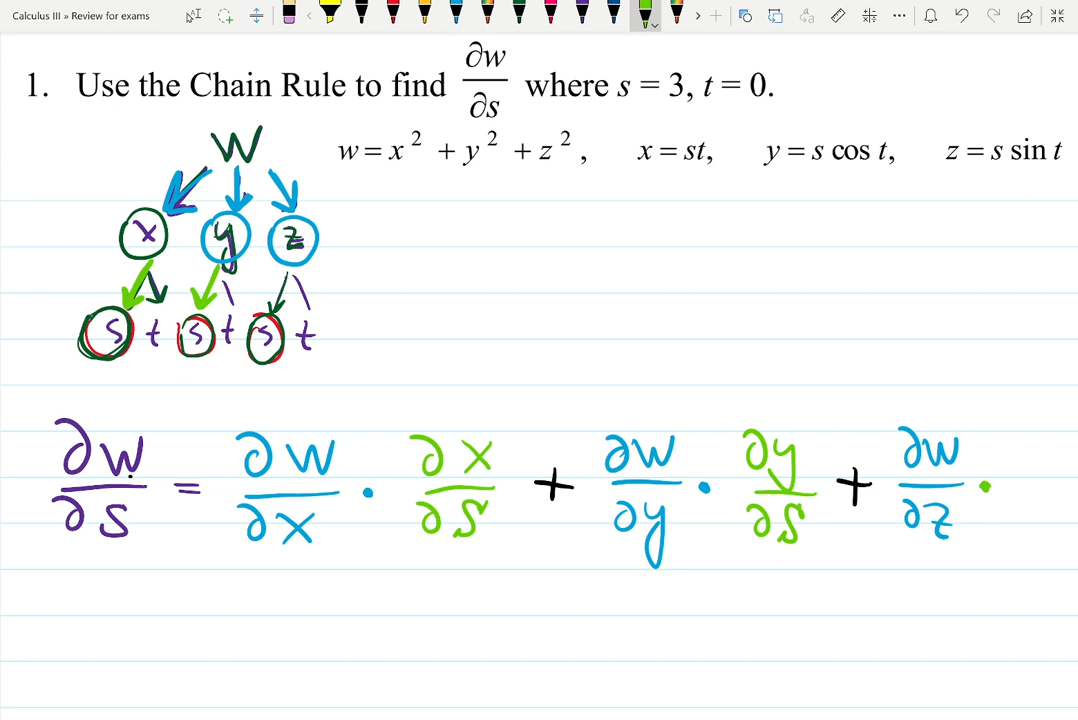 Calculus III » Review for exams
1. Use the Chain Rule to find ∂w/∂s where s = 3, t = 0.
w = x² + y² + z², x = st, y = s cos t, z = s sin t
W
x y z
s t s t s t
∂w/∂s = ∂w/∂x · ∂x/∂s + ∂w/∂y · ∂y/∂s + ∂w/∂z ·